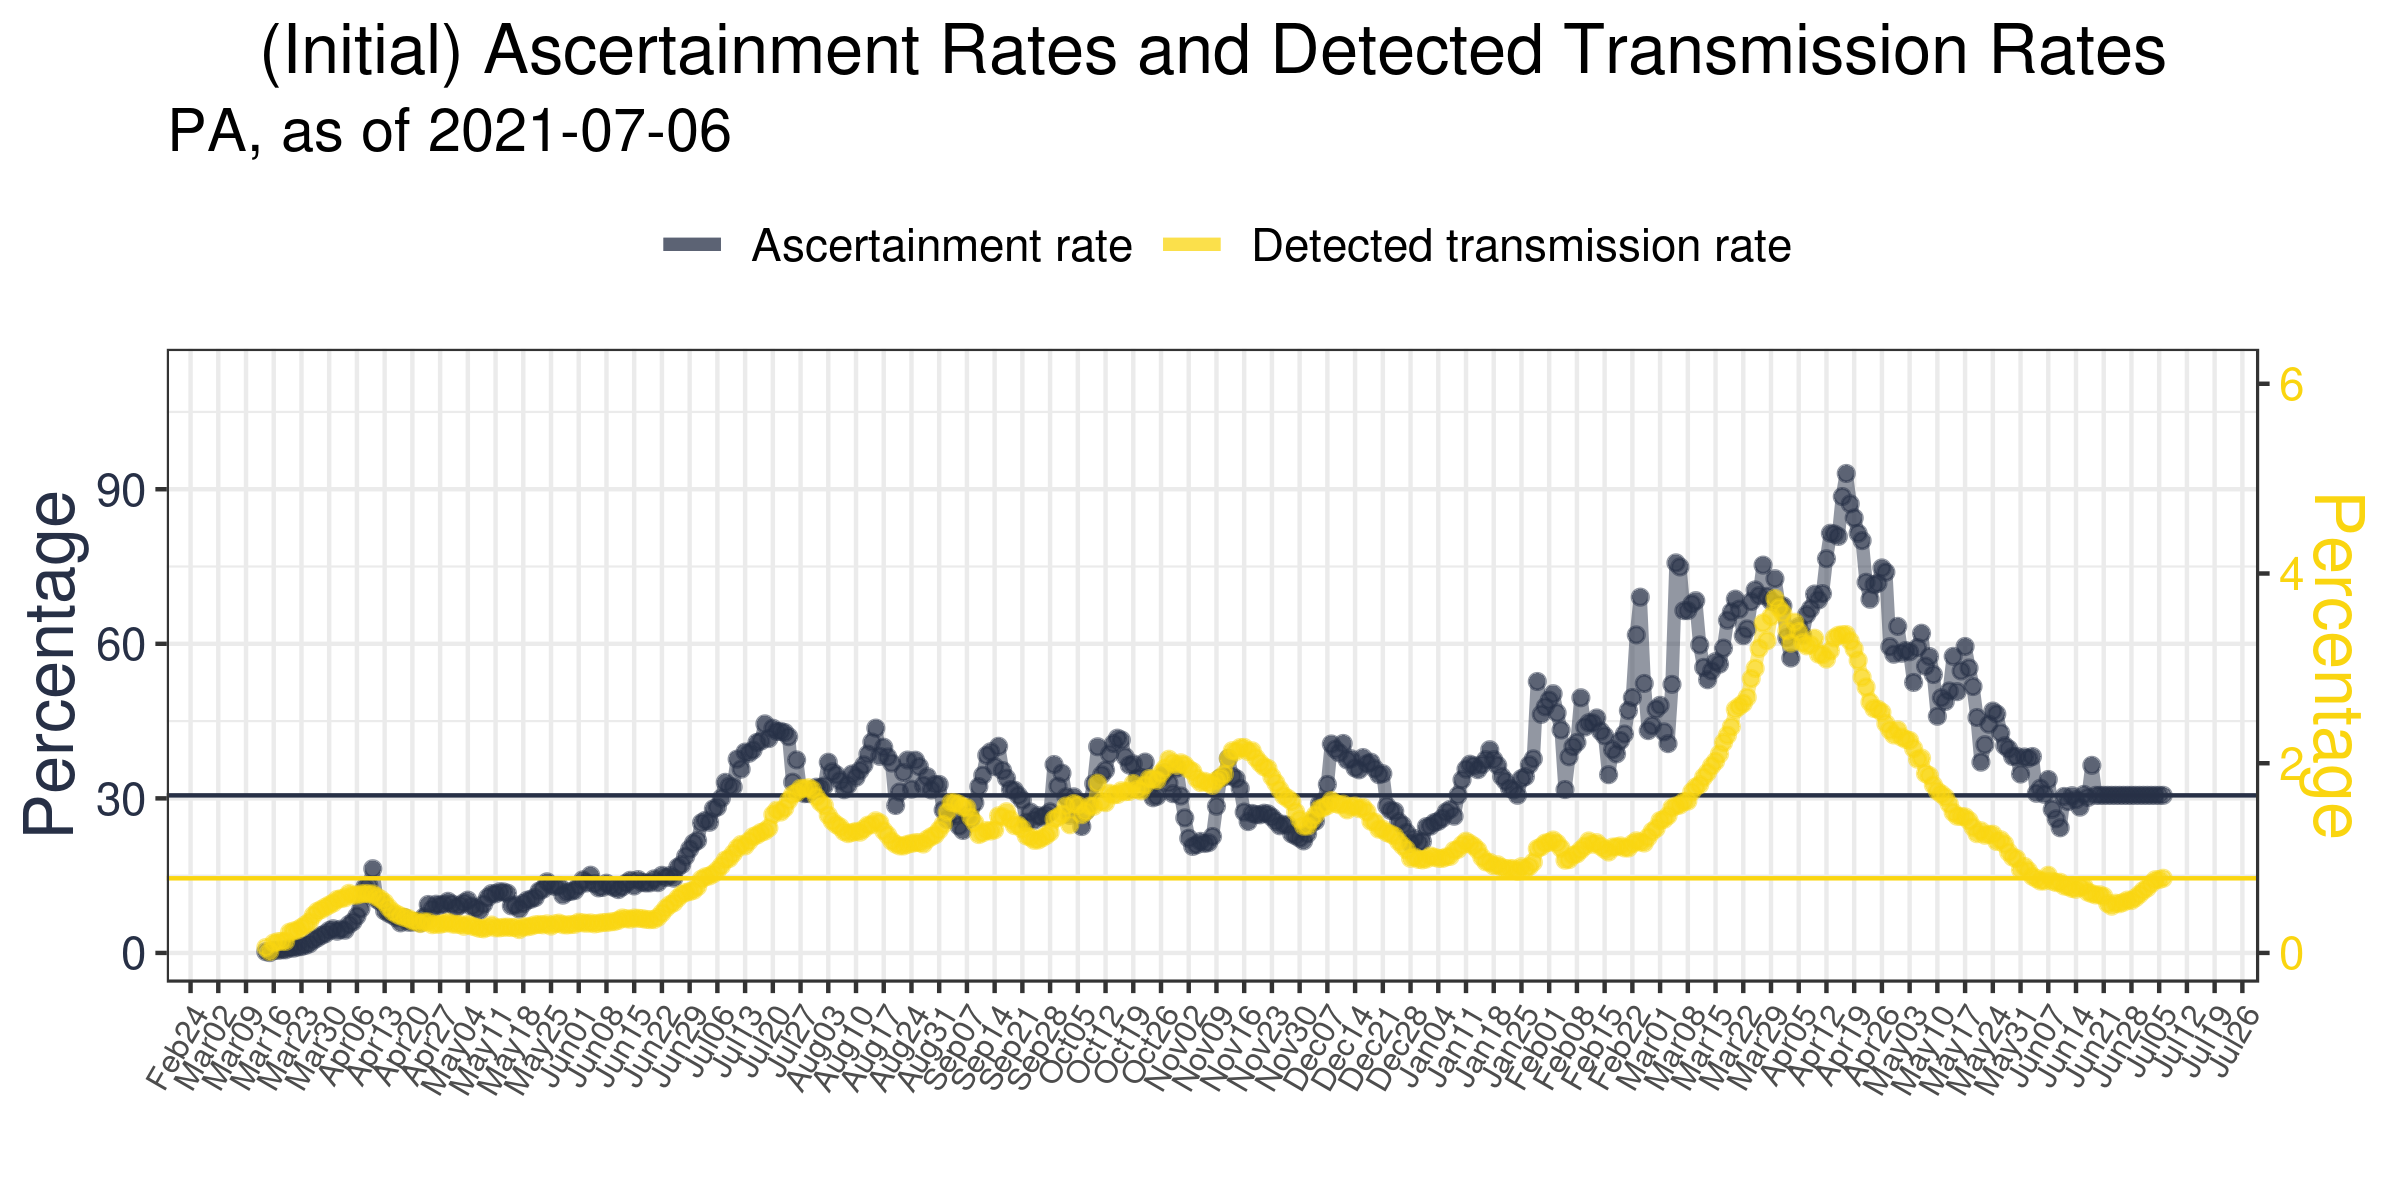 (Initial) Ascertainment Rates and Detected Transmission Rates
PA, as of 2021-07-06
Ascertainment rate
Detected transmission rate
Percentage
90
60
30
0
6
4
2
0
Percentage
Feb24
Mar02
Mar09
Mar16
Mar23
Mar30
Apr06
Apr13
Apr20
Apr27
May04
May11
May18
May25
Jun01
Jun08
Jun15
Jun22
Jun29
Jul06
Jul13
Jul20
Jul27
Aug03
Aug10
Aug17
Aug24
Aug31
Sep07
Sep14
Sep21
Sep28
Oct05
Oct12
Oct19
Oct26
Nov02
Nov09
Nov16
Nov23
Nov30
Dec07
Dec14
Dec21
Dec28
Jan04
Jan11
Jan18
Jan25
Feb01
Feb08
Feb15
Feb22
Mar01
Mar08
Mar15
Mar22
Mar29
Apr05
Apr12
Apr19
Apr26
May03
May10
May17
May24
May31
Jun07
Jun14
Jun21
Jun28
Jul05
Jul12
Jul19
Jul26